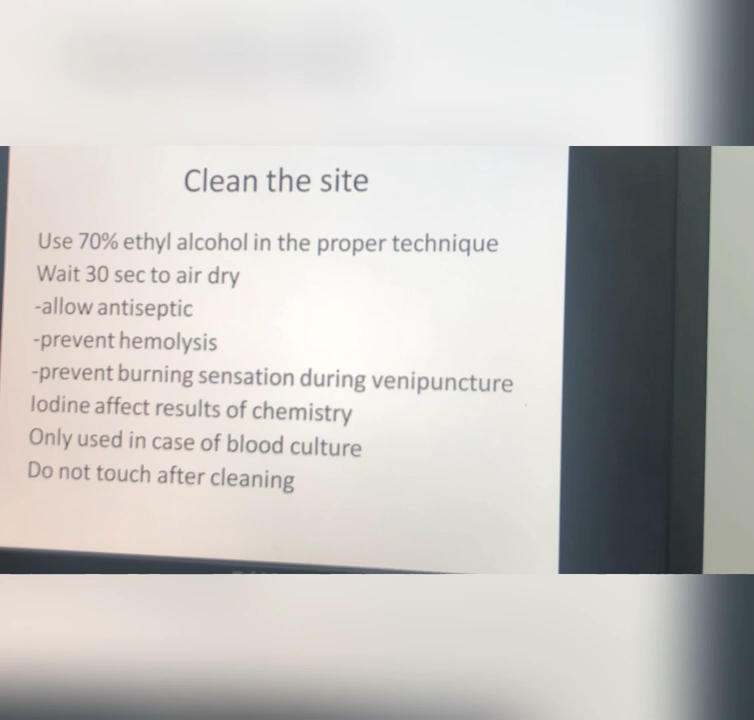 Clean the site
Use 70% ethyl alcohol in the proper technique
Wait 30 sec to air dry
-allow antiseptic
-prevent hemolysis
-prevent burning sensation during venipuncture
Iodine affect results of chemistry
Only used in case of blood culture
Do not touch after cleaning